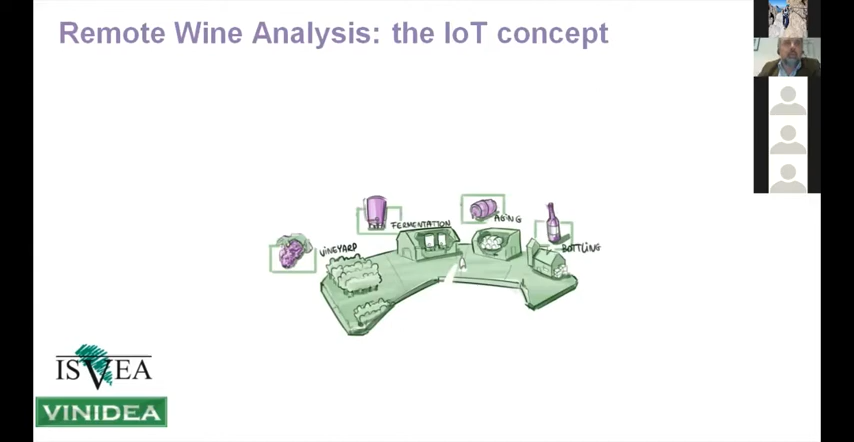 Remote Wine Analysis: the IoT concept
FERMENTATION
AGING
VINEYARD
BOTTLING
ISVEA
VINIDEA